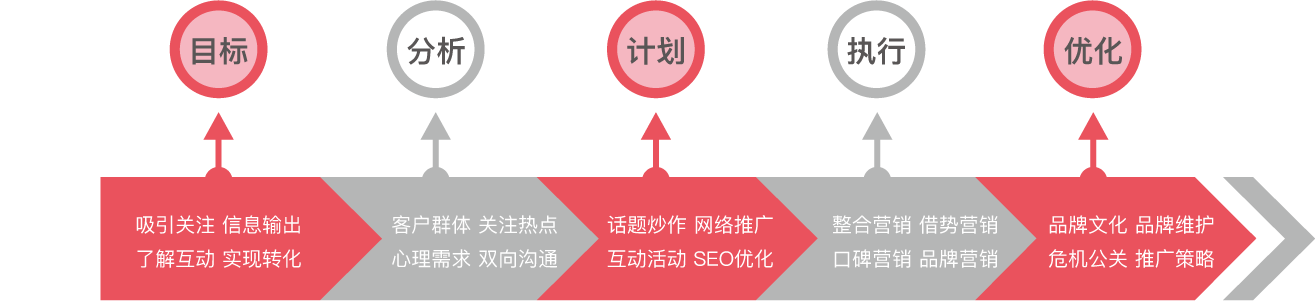 目标
分析
计划
执行
优化
吸引关注 信息输出
了解互动 实现转化
客户群体 关注热点
心理需求 双向沟通
话题炒作 网络推广
互动活动 SEO优化
整合营销 借势营销
口碑营销 品牌营销
品牌文化 品牌维护
危机公关 推广策略